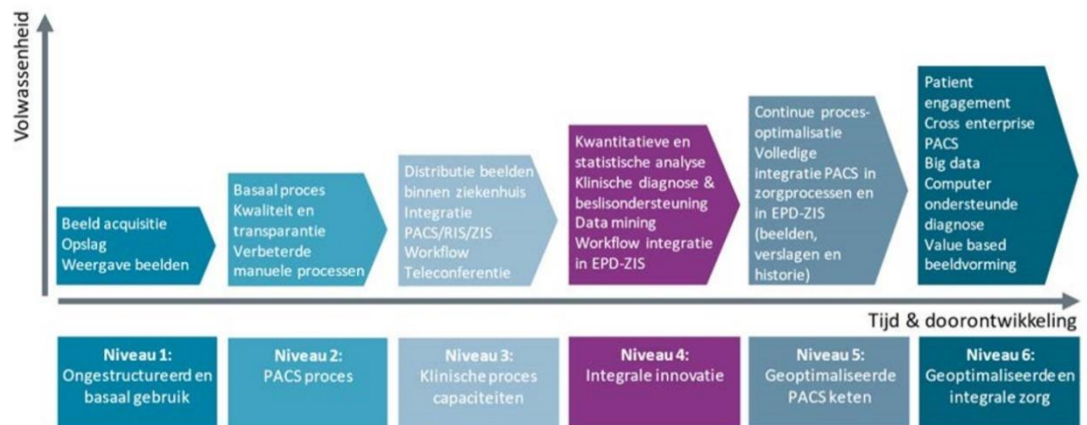 Volwassenheid
Beeld acquisitie
Opslag
Weergave beelden
Basaal proces
Kwaliteit en
transparantie
Verbeterde
manuele processen
Distributie beelden
binnen ziekenhuis
Integratie
PACS/RIS/ZIS
Workflow
Teleconferentie
Kwantitatieve en
statistische analyse
Klinische diagnose &
beslisondersteuning
Data mining
Workflow integratie
in EPD-ZIS
Continue proces-
optimalisatie
Volledige
integratie PACS in
zorgprocessen en
in EPD-ZIS
(beelden,
verslagen en
historie)
Patient
engagement
Cross enterprise
PACS
Big data
Computer
ondersteunde
diagnose
Value based
beeldvorming
Tijd & doorontwikkeling
Niveau 1:
Ongestructureerd en
basaal gebruik
Niveau 2:
PACS proces
Niveau 3:
Klinische proces
capaciteiten
Niveau 4:
Integrale innovatie
Niveau 5:
Geoptimaliseerde
PACS keten
Niveau 6:
Geoptimaliseerde en
integrale zorg